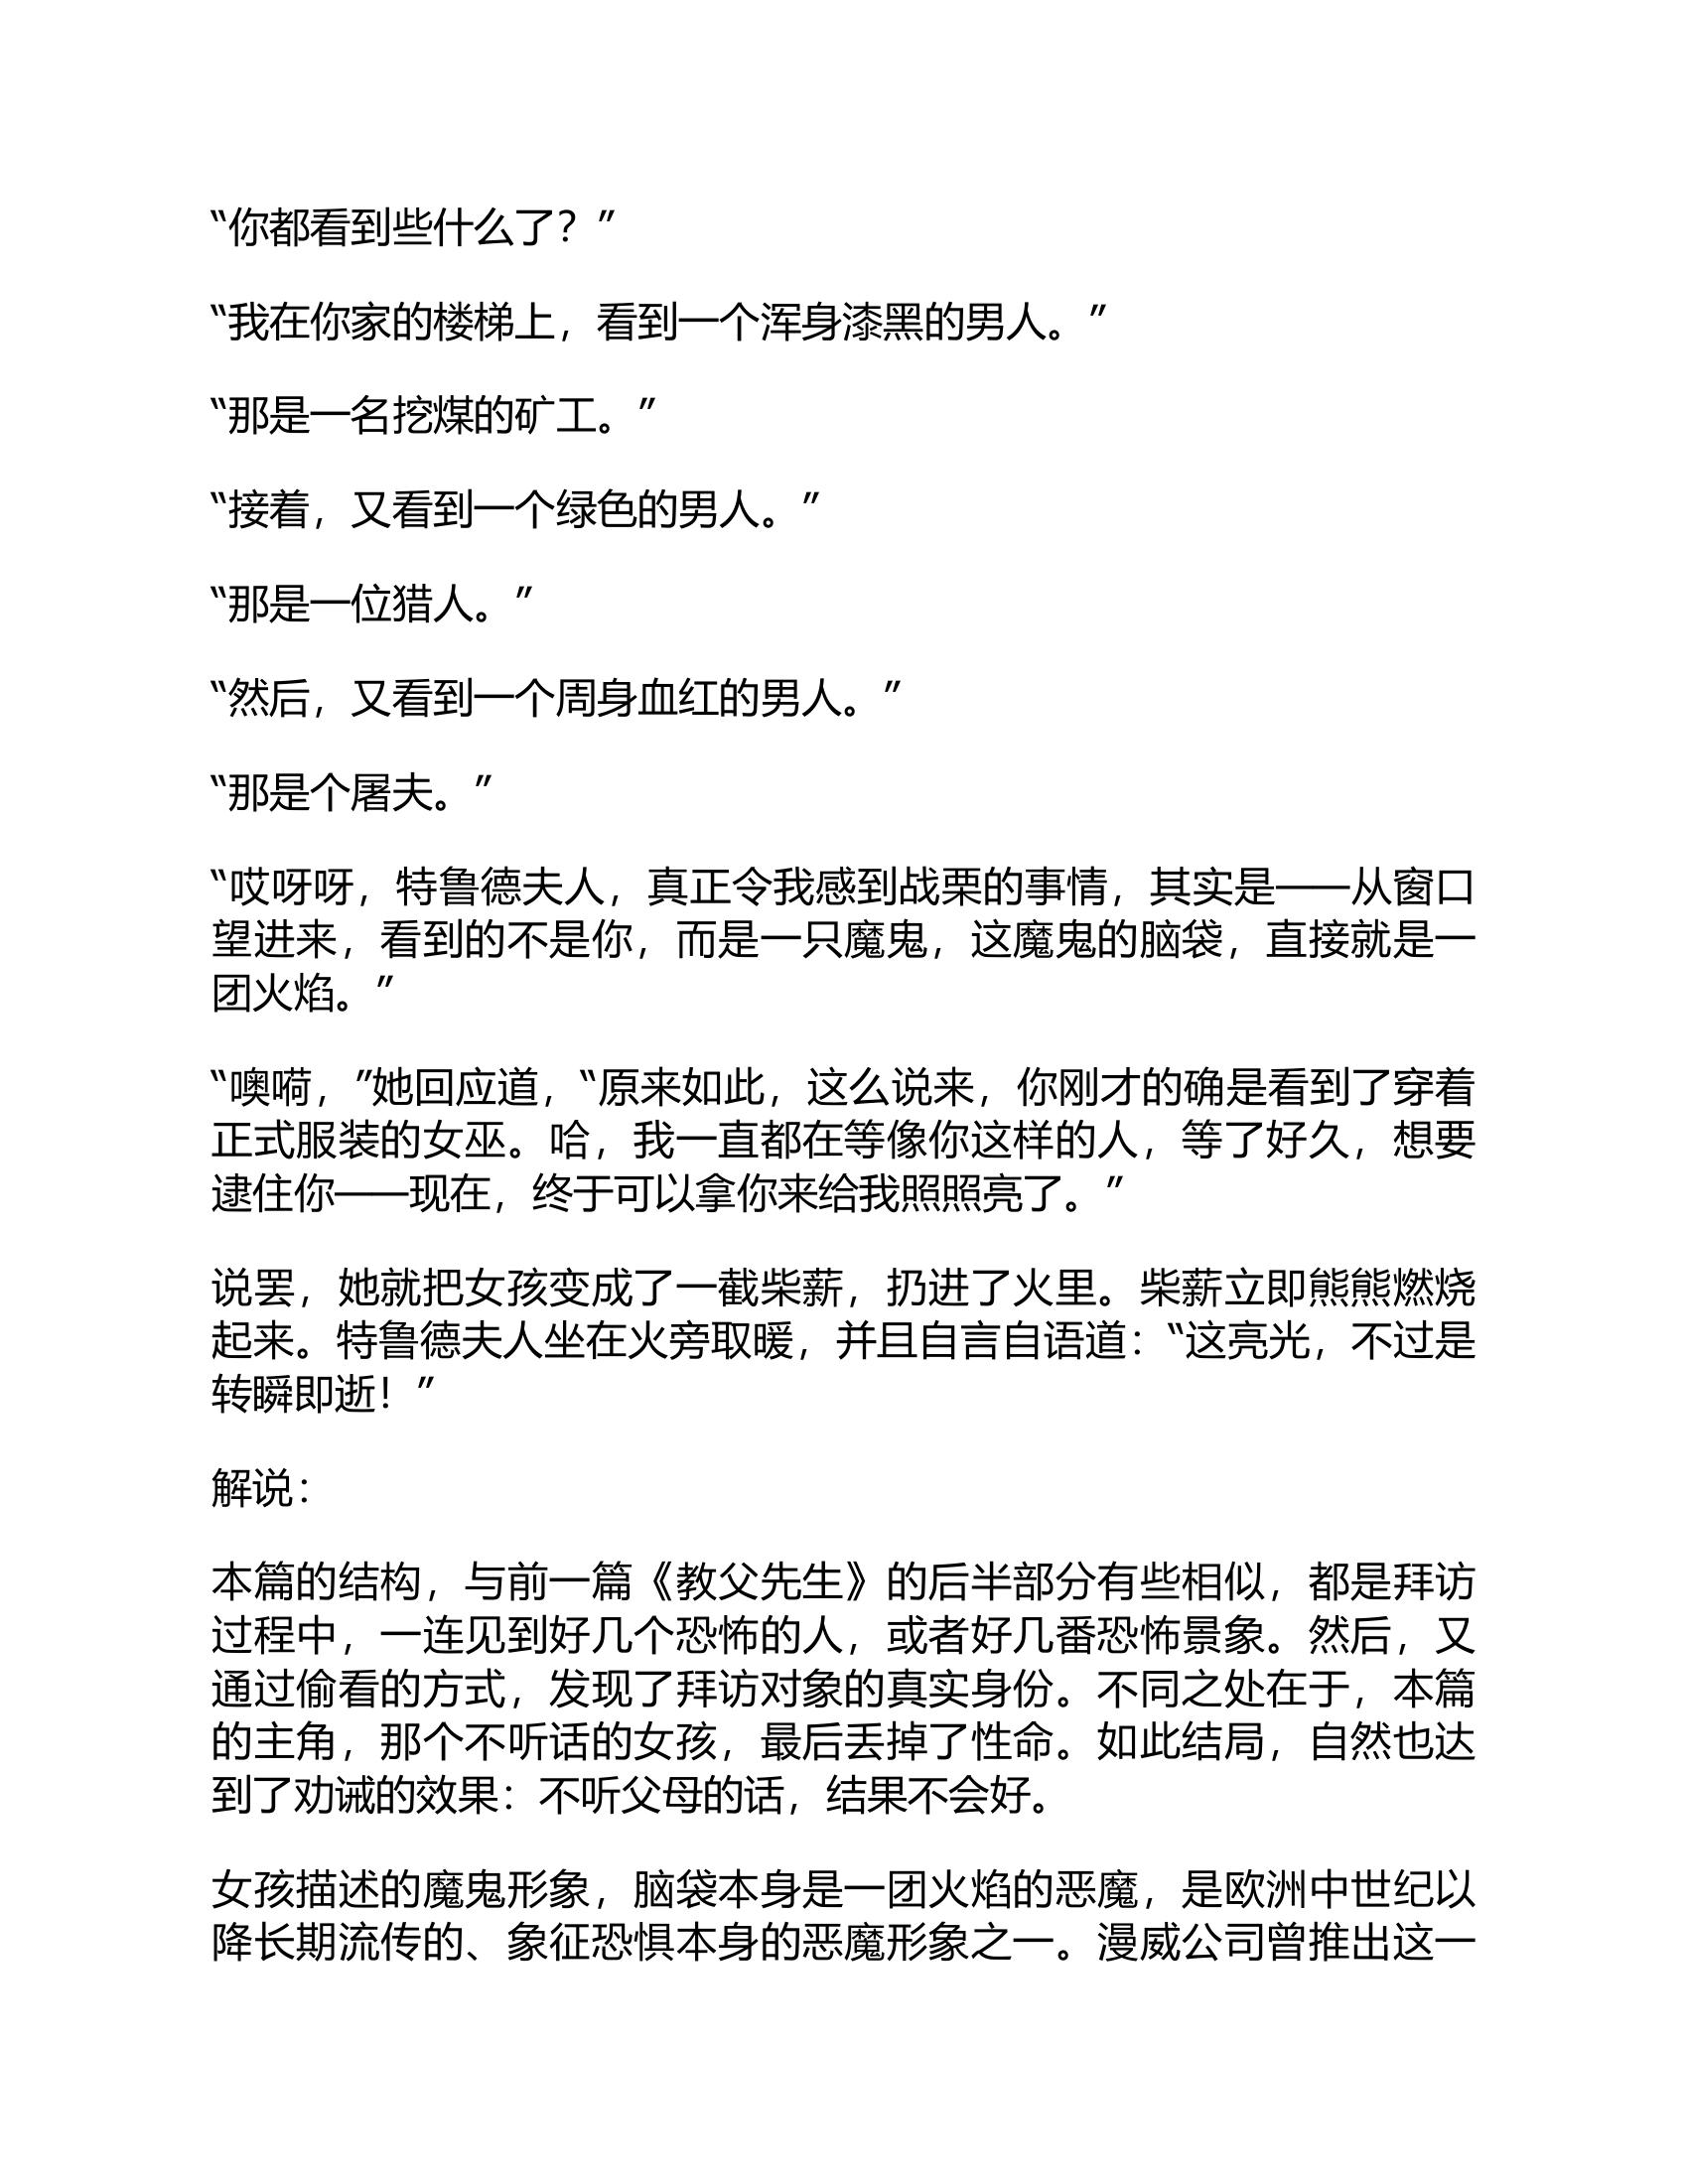 “你都看到些什么了？”
“我在你家的楼梯上，看到一个浑身漆黑的男人。”
“那是一名挖煤的矿工。”
“接着，又看到一个绿色的男人。”
“那是一位猎人。”
“然后，又看到一个周身血红的男人。”
“那是个屠夫。”
“哎呀呀，特鲁德夫人，真正令我感到战栗的事情，其实是——从窗口
望进来，看到的不是你，而是一只魔鬼，这魔鬼的脑袋，直接就是一
团火焰。”
“噢嗬，”她回应道，“原来如此，这么说来，你刚才的确是看到了穿着
正式服装的女巫。哈，我一直都在等像你这样的人，等了好久，想要
逮住你——现在，终于可以拿你来给我照照亮了。”
说罢，她就把女孩变成了一截柴薪，扔进了火里。柴薪立即熊熊燃烧
起来。特鲁德夫人坐在火旁取暖，并且自言自语道：“这亮光，不过是
转瞬即逝！”
解说：
本篇的结构，与前一篇《教父先生》的后半部分有些相似，都是拜访
过程中，一连见到好几个恐怖的人，或者好几番恐怖景象。然后，又
通过偷看的方式，发现了拜访对象的真实身份。不同之处在于，本篇
的主角，那个不听话的女孩，最后丢掉了性命。如此结局，自然也达
到了劝诫的效果：不听父母的话，结果不会好。
女孩描述的魔鬼形象，脑袋本身是一团火焰的恶魔，是欧洲中世纪以
降长期流传的、象征恐惧本身的恶魔形象之一。漫威公司曾推出这一